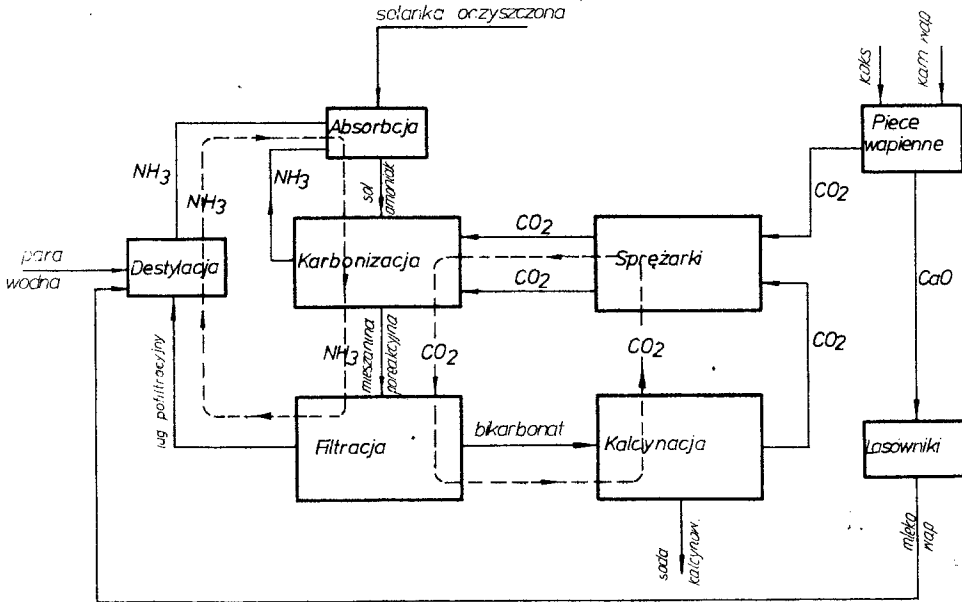 solanka oczyszczona
koks
kam wap
Absorbcja
Piece
wapienne
NH3
NH3
NH3
sol
amoniak
CO2
CO2
para
wodna
Destylacja
Karbonizacja
Sprężarki
CO2
CaO
ług pofiltracyjny
NH3
mieszanina
poreakcyjna
CO2
CO2
CO2
Filtracja
bikarbonat
Kalcynacja
Lasowniki
soda
kalcynow.
mleko
wap